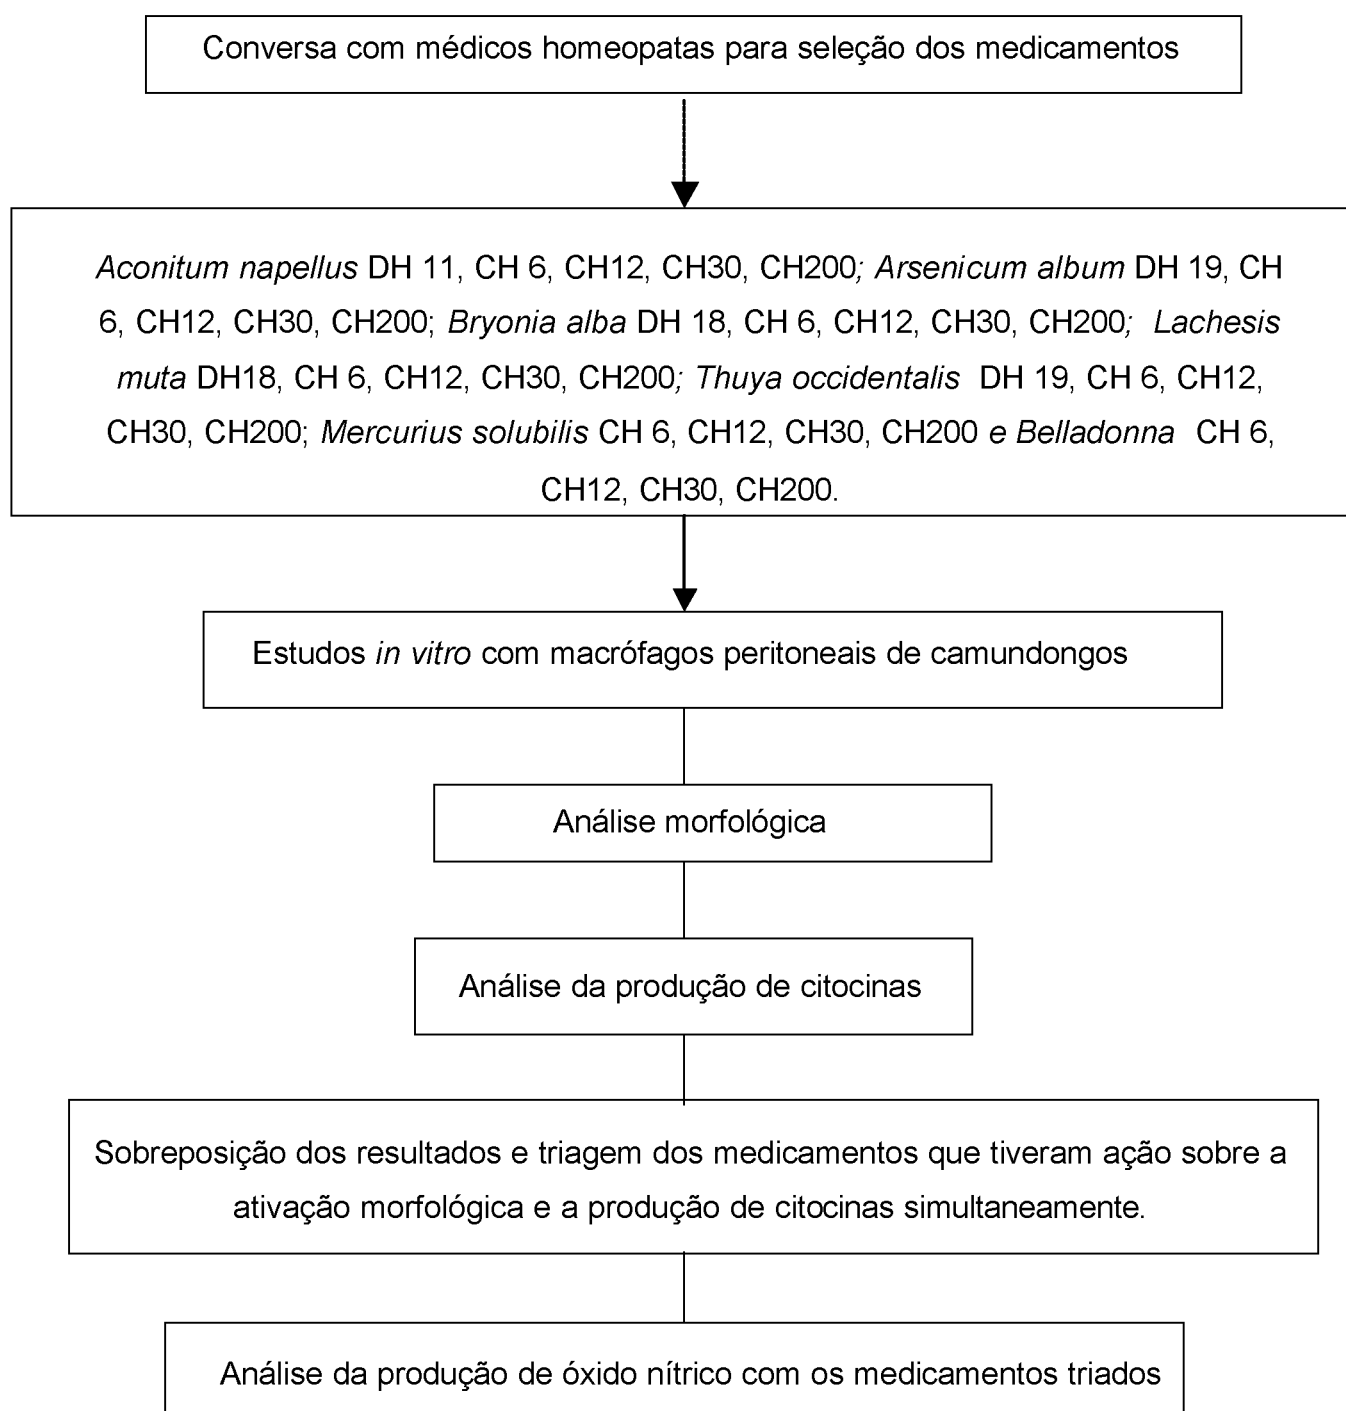 Conversa com médicos homeopatas para seleção dos medicamentos
Aconitum napellus DH 11, CH 6, CH12, CH30, CH200; Arsenicum album DH 19, CH
6, CH12, CH30, CH200; Bryonia alba DH 18, CH 6, CH12, CH30, CH200; Lachesis
muta DH18, CH 6, CH12, CH30, CH200; Thuya occidentalis DH 19, CH 6, CH12,
CH30, CH200; Mercurius solubilis CH 6, CH12, CH30, CH200 e Belladonna CH 6,
CH12, CH30, CH200.
Estudos in vitro com macrófagos peritoneais de camundongos
Análise morfológica
Análise da produção de citocinas
Sobreposição dos resultados e triagem dos medicamentos que tiveram ação sobre a
ativação morfológica e a produção de citocinas simultaneamente.
Análise da produção de óxido nítrico com os medicamentos triados